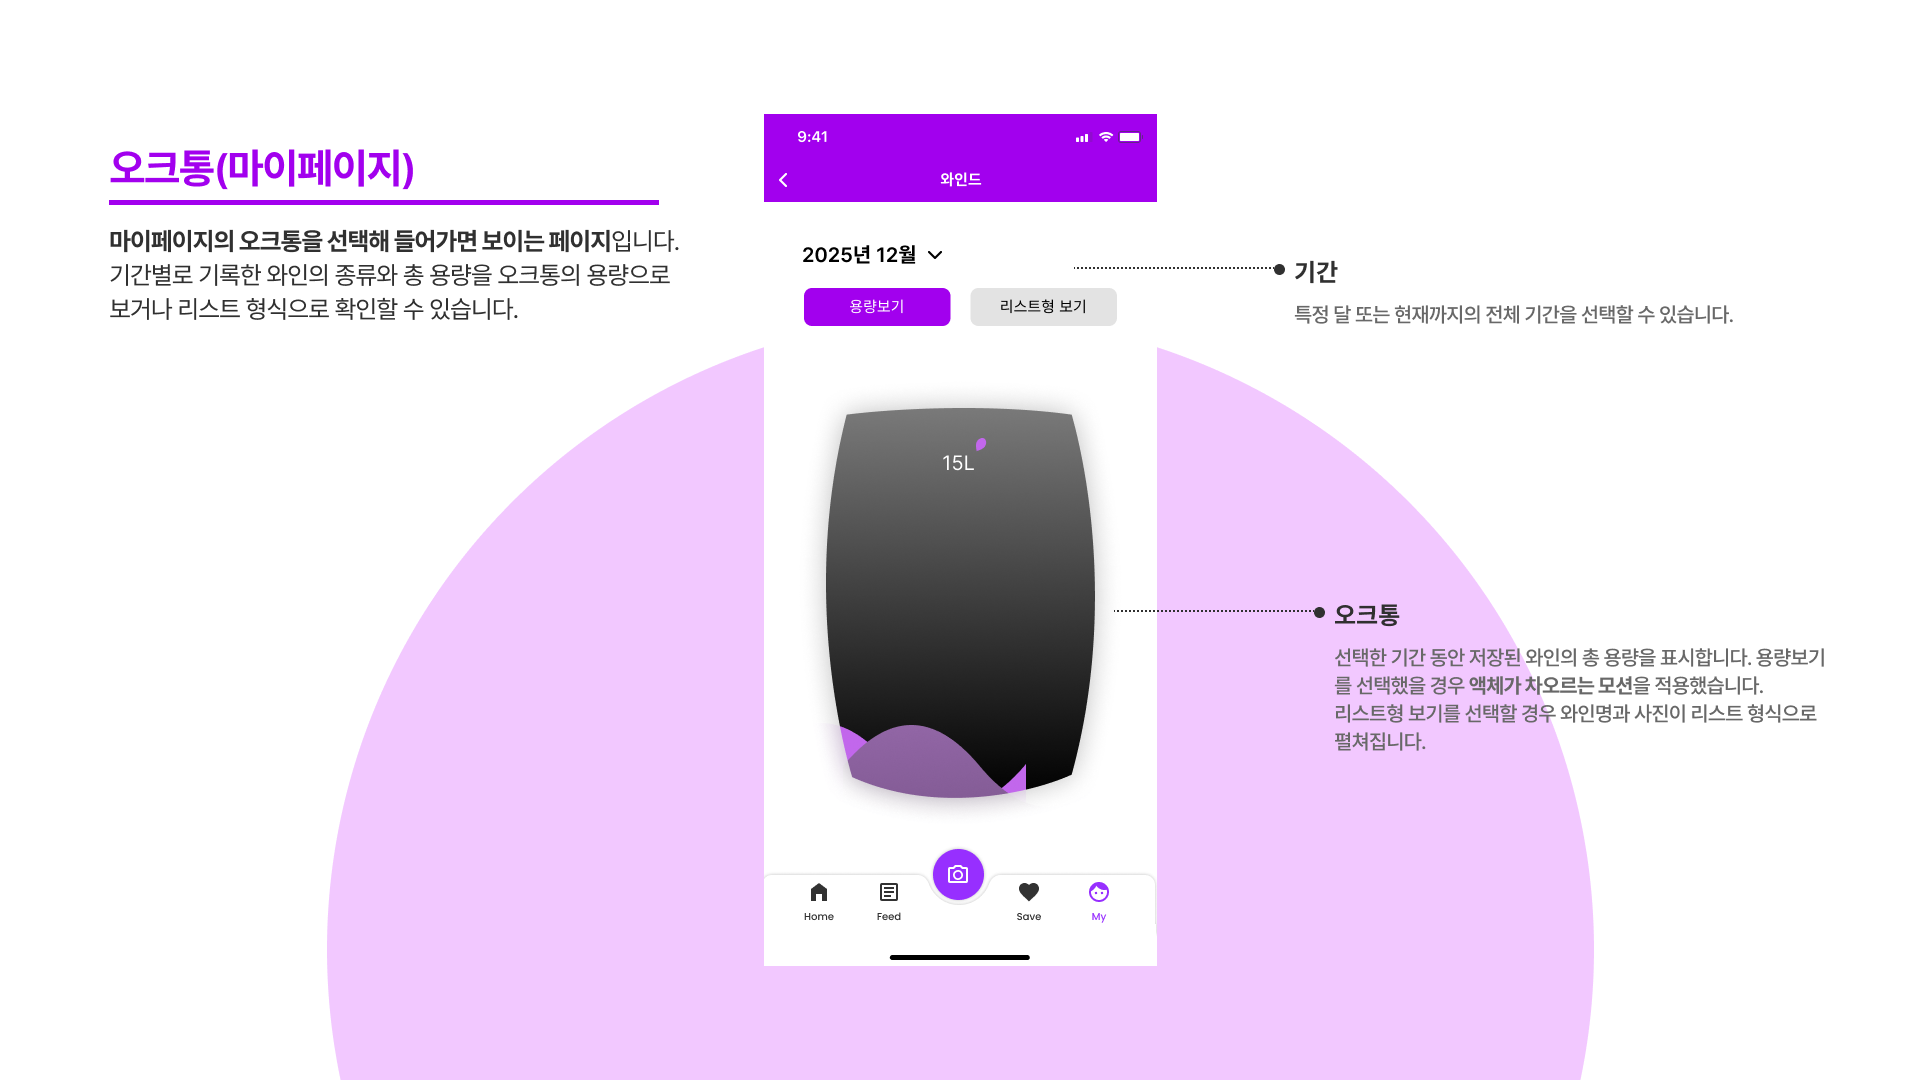 오크통(마이페이지)
마이페이지의 오크통을 선택해 들어가면 보이는 페이지입니다.
기간별로 기록한 와인의 종류와 총 용량을 오크통의 용량으로
보거나 리스트 형식으로 확인할 수 있습니다.
9:41
와인드
2025년 12월
용량보기
리스트형 보기
15L
Home
Feed
Save
My
기간
특정 달 또는 현재까지의 전체 기간을 선택할 수 있습니다.
오크통
선택한 기간 동안 저장된 와인의 총 용량을 표시합니다. 용량보기
를 선택했을 경우 액체가 차오르는 모션을 적용했습니다.
리스트형 보기를 선택할 경우 와인명과 사진이 리스트 형식으로
펼쳐집니다.